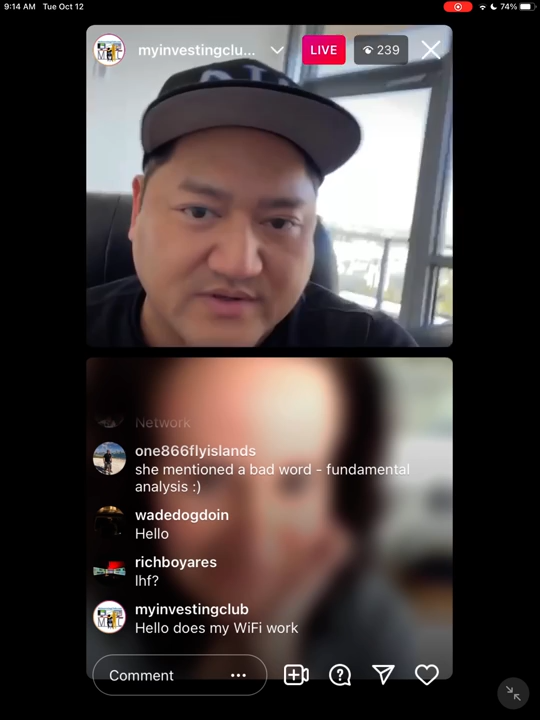 9:14 AM Tue Oct 12
74%
myinvestingclu...
LIVE
239
Network
one866flyislands
she mentioned a bad word - fundamental
analysis :)
wadedogdoin
Hello
richboyares
lhf?
myinvestingclub
Hello does my WiFi work
Comment